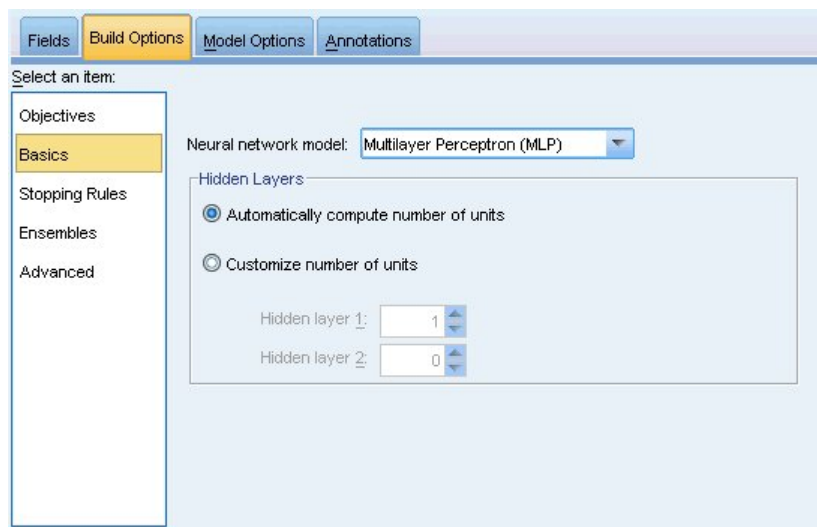 Fields Build Options Model Options Annotations
Select an item:
Objectives
Basics
Stopping Rules
Ensembles
Advanced
Neural network model: Multilayer Perceptron (MLP)
Hidden Layers
Automatically compute number of units
Customize number of units
Hidden layer 1: 1
Hidden layer 2: 0